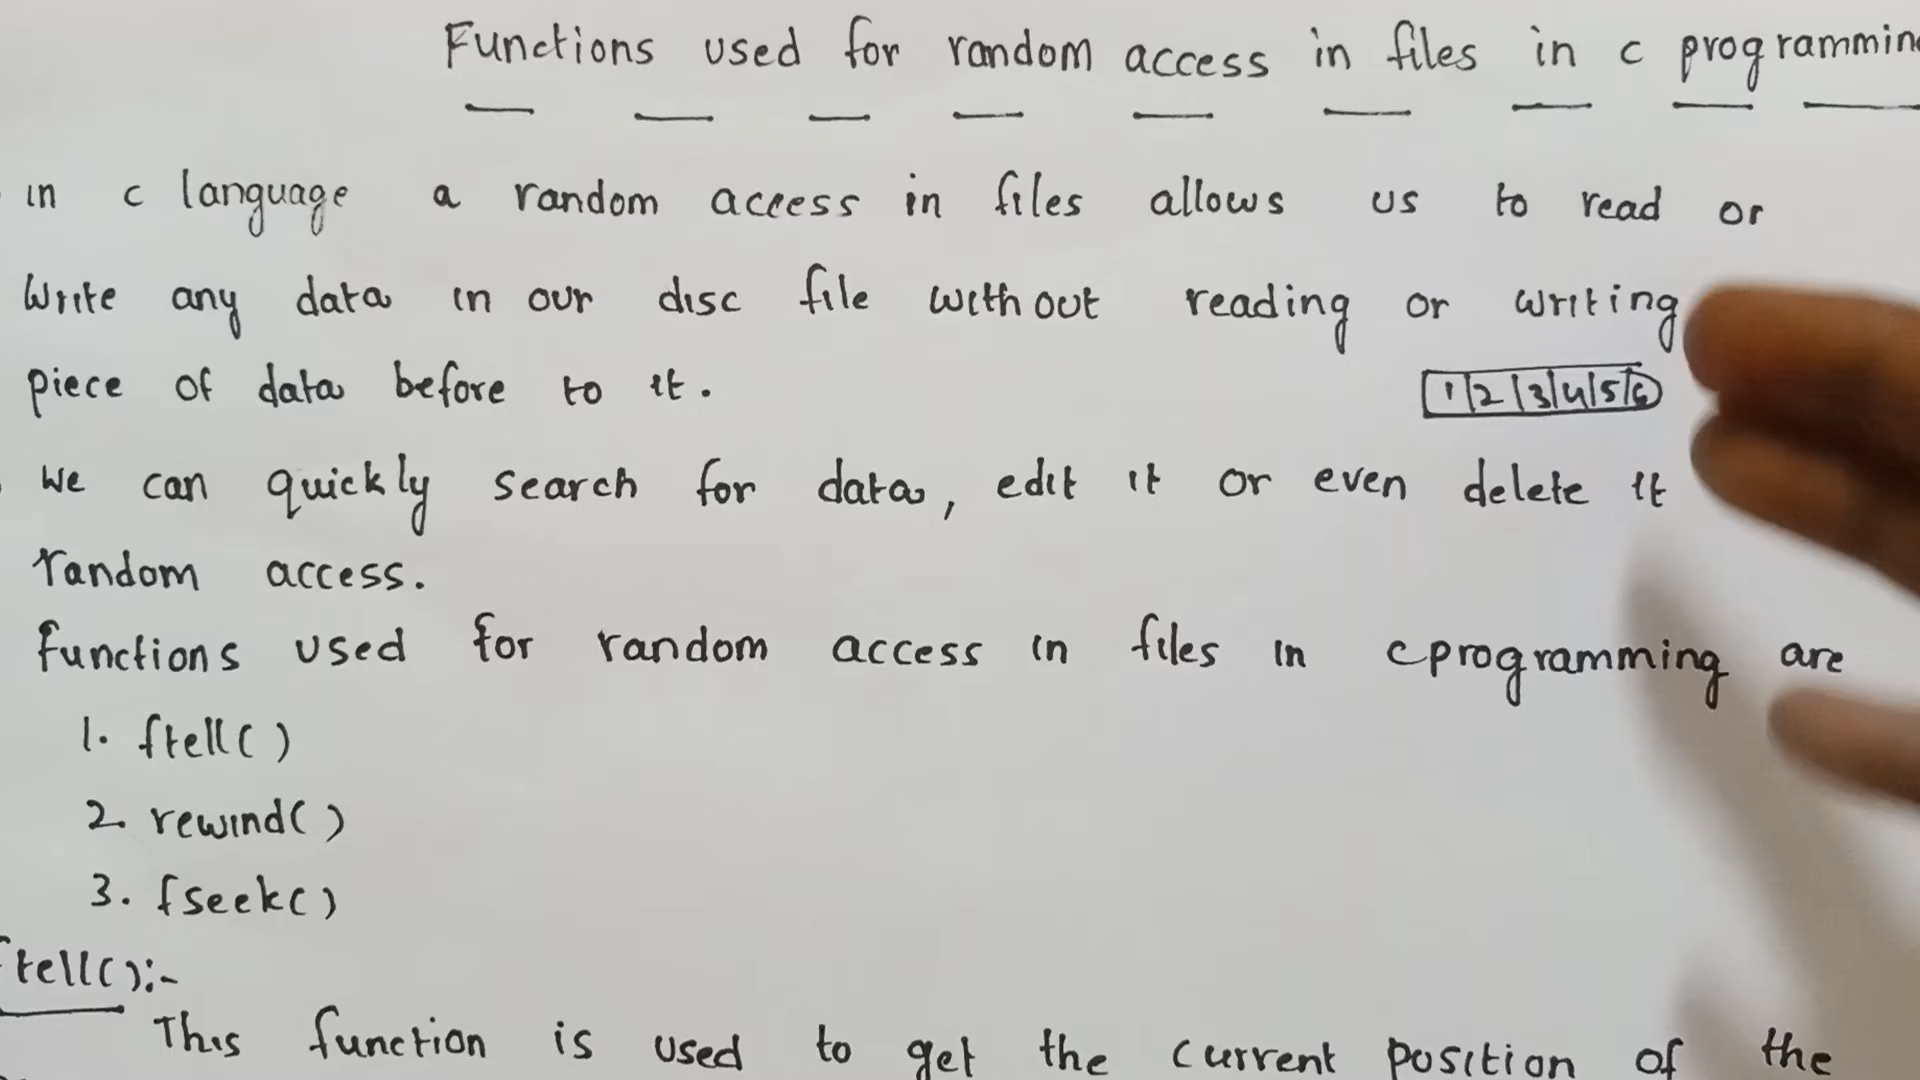 Functions used for random access in files in c programming
in c language a random access in files allows us to read or
Write any data in our disc file without reading or writing
piece of data before to it.
1|2|3|4|5|6
We can quickly search for data, edit it or even delete it
random access.
functions used for random access in files in cprogramming are
1. ftell()
2. rewind()
3. fseek()
ftell():-
This function is used to get the current position of the